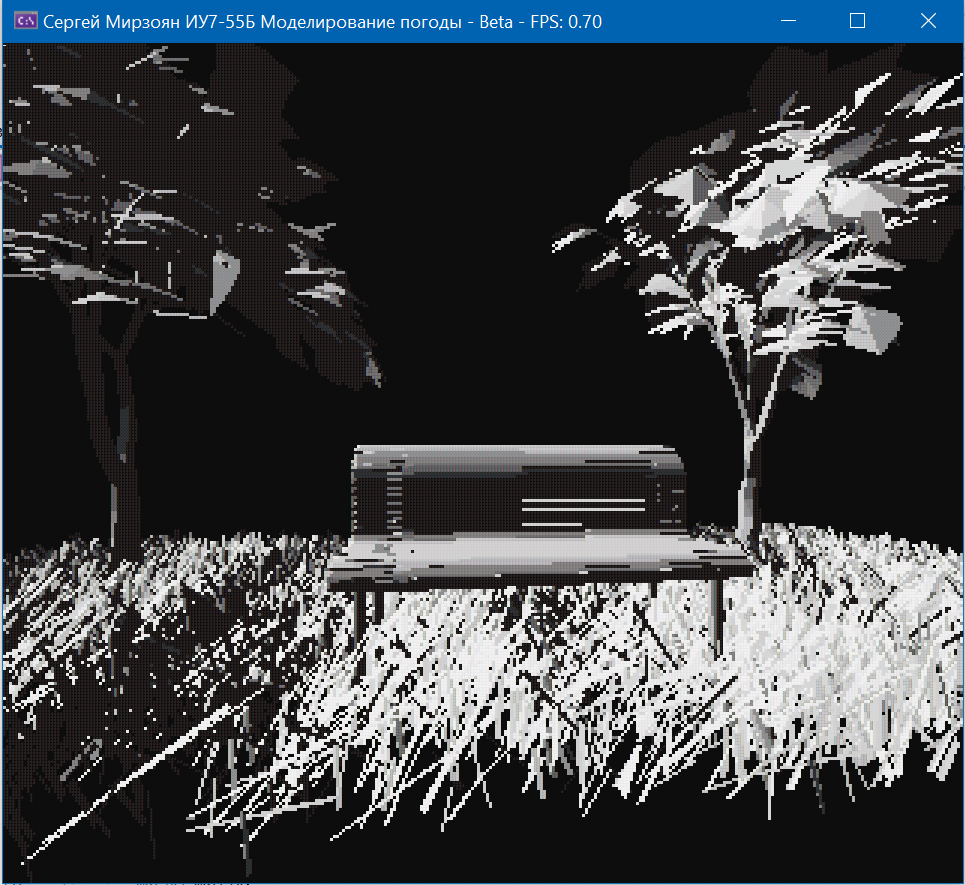 Сергей Мирзоян ИУ7-55Б Моделирование погоды - Beta - FPS: 0.70